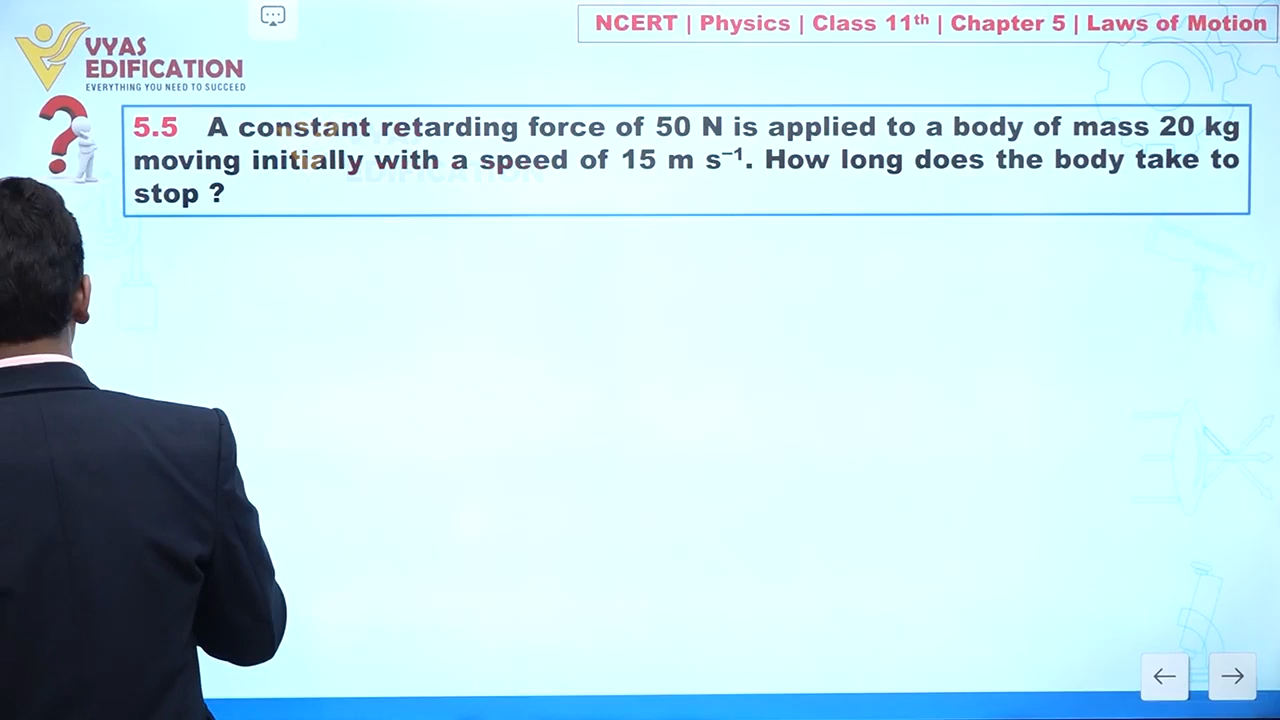 NCERT | Physics | Class 11th | Chapter 5 | Laws of Motion
VYAS
EDIFICATION
EVERYTHING YOU NEED TO SUCCEED
5.5 A constant retarding force of 50 N is applied to a body of mass 20 kg
moving initially with a speed of 15 m s⁻¹. How long does the body take to
stop ?